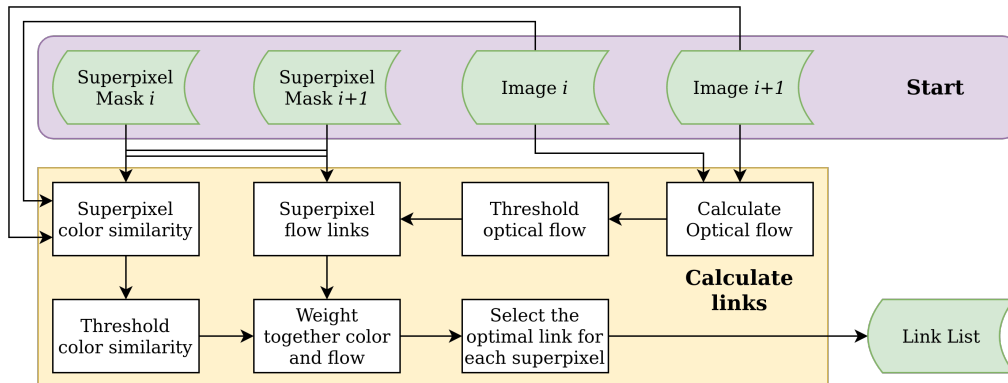 Superpixel
Mask i
Superpixel
Mask i+1
Image i
Image i+1
Start
Superpixel
color similarity
Superpixel
flow links
Threshold
optical flow
Calculate
Optical flow
Calculate
links
Threshold
color similarity
Weight
together color
and flow
Select the
optimal link for
each superpixel
Link List